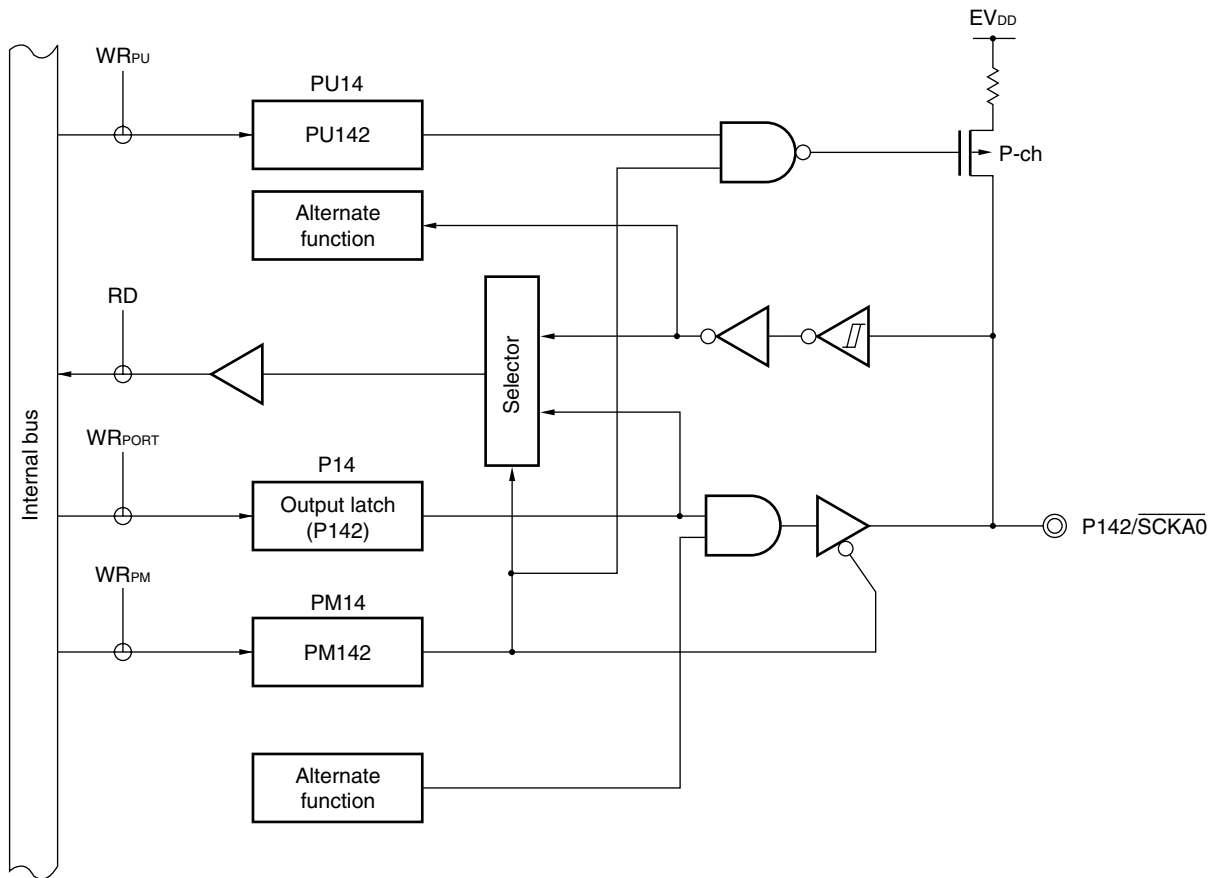 EVDD
WRPU
PU14
PU142
P-ch
Alternate
function
RD
Selector
Internal bus
WRPORT
P14
Output latch
(P142)
P142/SCKA0
WRPM
PM14
PM142
Alternate
function